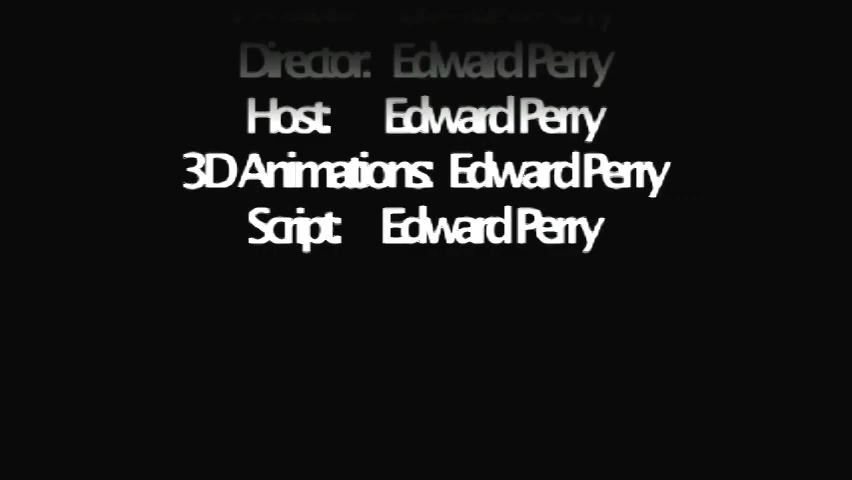 Director: Edward Perry
Host: Edward Perry
3D Animations: Edward Perry
Script: Edward Perry